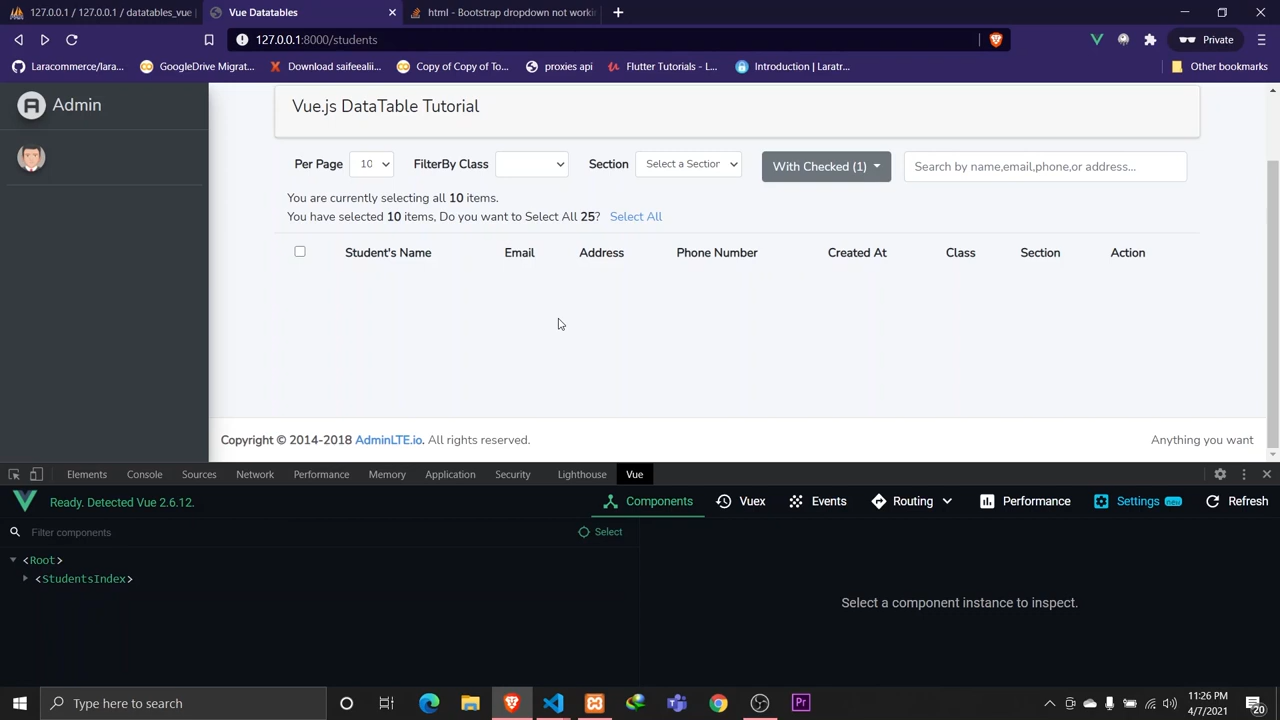 127.0.0.1 / 127.0.0.1 / datatables_vue
Vue Datatables
html - Bootstrap dropdown not worki
127.0.0.1:8000/students
Private
Laracommerce/lara...
GoogleDrive Migrat...
Download saifeealii...
Copy of Copy of To...
proxies api
Flutter Tutorials - L...
Introduction | Laratr...
Other bookmarks
Admin
Vue.js DataTable Tutorial
Per Page
10
FilterBy Class
Section
Select a Section
With Checked (1)
Search by name,email,phone,or address...
You are currently selecting all 10 items.
You have selected 10 items, Do you want to Select All 25? Select All
Student's Name
Email
Address
Phone Number
Created At
Class
Section
Action
Copyright © 2014-2018 AdminLTE.io. All rights reserved.
Anything you want
Elements
Console
Sources
Network
Performance
Memory
Application
Security
Lighthouse
Vue
Ready. Detected Vue 2.6.12.
Components
Vuex
Events
Routing
Performance
Settings new
Refresh
Filter components
Select
<Root>
<StudentsIndex>
Select a component instance to inspect.
Type here to search
Pr
11:26 PM
4/7/2021
20